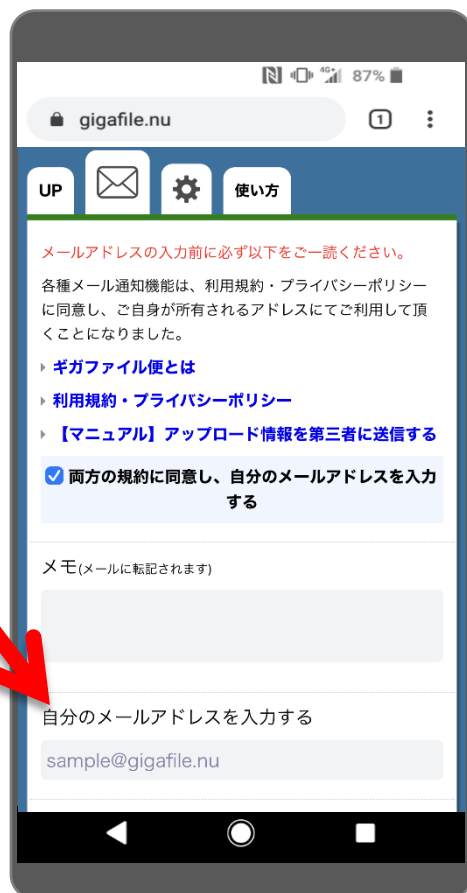 4G 87%
gigafile.nu 1
UP 使い方
メールアドレスの入力前に必ず以下をご一読ください。
各種メール通知機能は、利用規約・プライバシーポリシー
に同意し、ご自身が所有されるアドレスにてご利用して頂
くことになりました。
ギガファイル便とは
利用規約・プライバシーポリシー
【マニュアル】アップロード情報を第三者に送信する
両方の規約に同意し、自分のメールアドレスを入力
する
メモ(メールに転記されます)
自分のメールアドレスを入力する
sample@gigafile.nu